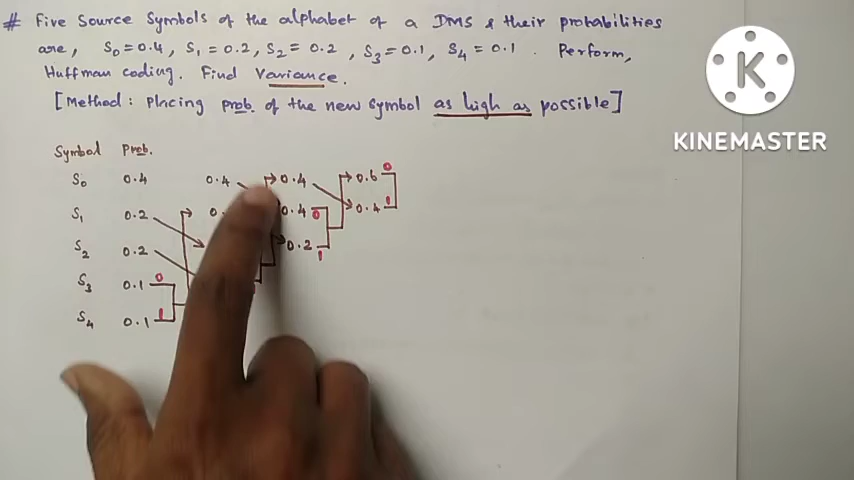 # Five Source Symbols of the alphabet of a DMS & their probabilities
are, S0 = 0.4, S1 = 0.2, S2 = 0.2, S3 = 0.1, S4 = 0.1. Perform,
Huffman coding. Find Variance.
[Method: Placing prob. of the new symbol as high as possible]
K
KINEMASTER
Symbol Prob.
S0 0.4 0.4 0.4 0.6 0
S1 0.2 0.4 0 0.4 1
S2 0.2 0.2 1
S3 0.1 0
S4 0.1 1